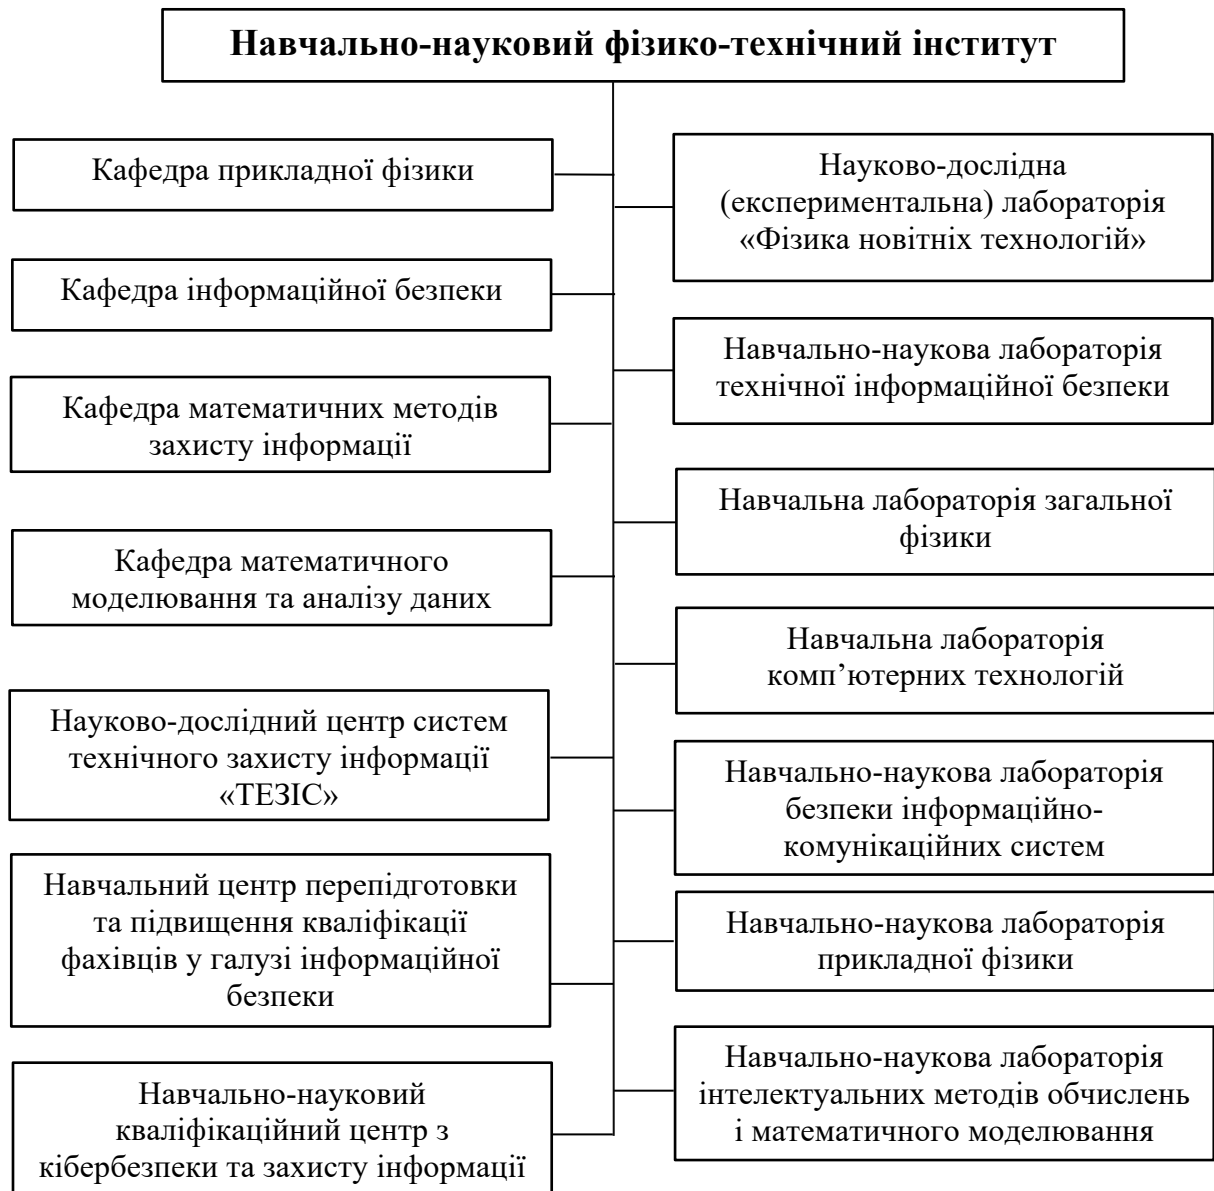 Навчально-науковий фізико-технічний інститут
Кафедра прикладної фізики
Кафедра інформаційної безпеки
Кафедра математичних методів
захисту інформації
Кафедра математичного
моделювання та аналізу даних
Науково-дослідний центр систем
технічного захисту інформації
«ТЕЗІС»
Навчальний центр перепідготовки
та підвищення кваліфікації
фахівців у галузі інформаційної
безпеки
Навчально-науковий
кваліфікаційний центр з
кібербезпеки та захисту інформації
Науково-дослідна
(експериментальна) лабораторія
«Фізика новітніх технологій»
Навчально-наукова лабораторія
технічної інформаційної безпеки
Навчальна лабораторія загальної
фізики
Навчальна лабораторія
комп’ютерних технологій
Навчально-наукова лабораторія
безпеки інформаційно-
комунікаційних систем
Навчально-наукова лабораторія
прикладної фізики
Навчально-наукова лабораторія
інтелектуальних методів обчислень
і математичного моделювання